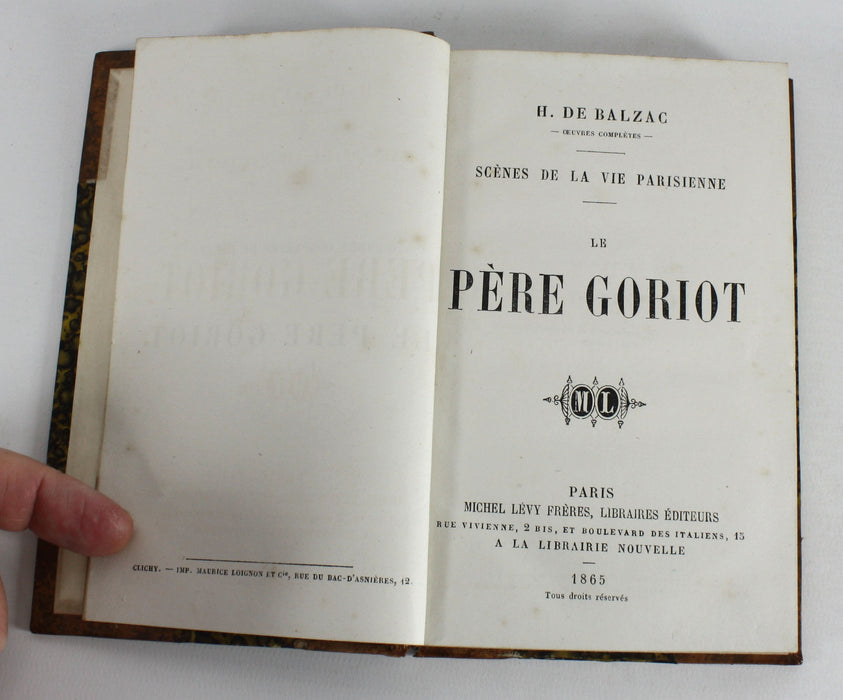 CLICHY. — IMP. MAURICE LOIGNON ET Cie, RUE DU BAC-D'ASNIÈRES, 12.
H. DE BALZAC
— ŒUVRES COMPLÈTES —
SCÈNES DE LA VIE PARISIENNE
LE
PÈRE GORIOT
M L
PARIS
MICHEL LÉVY FRÈRES, LIBRAIRES ÉDITEURS
RUE VIVIENNE, 2 BIS, ET BOULEVARD DES ITALIENS, 15
A LA LIBRAIRIE NOUVELLE
1865
Tous droits réservés